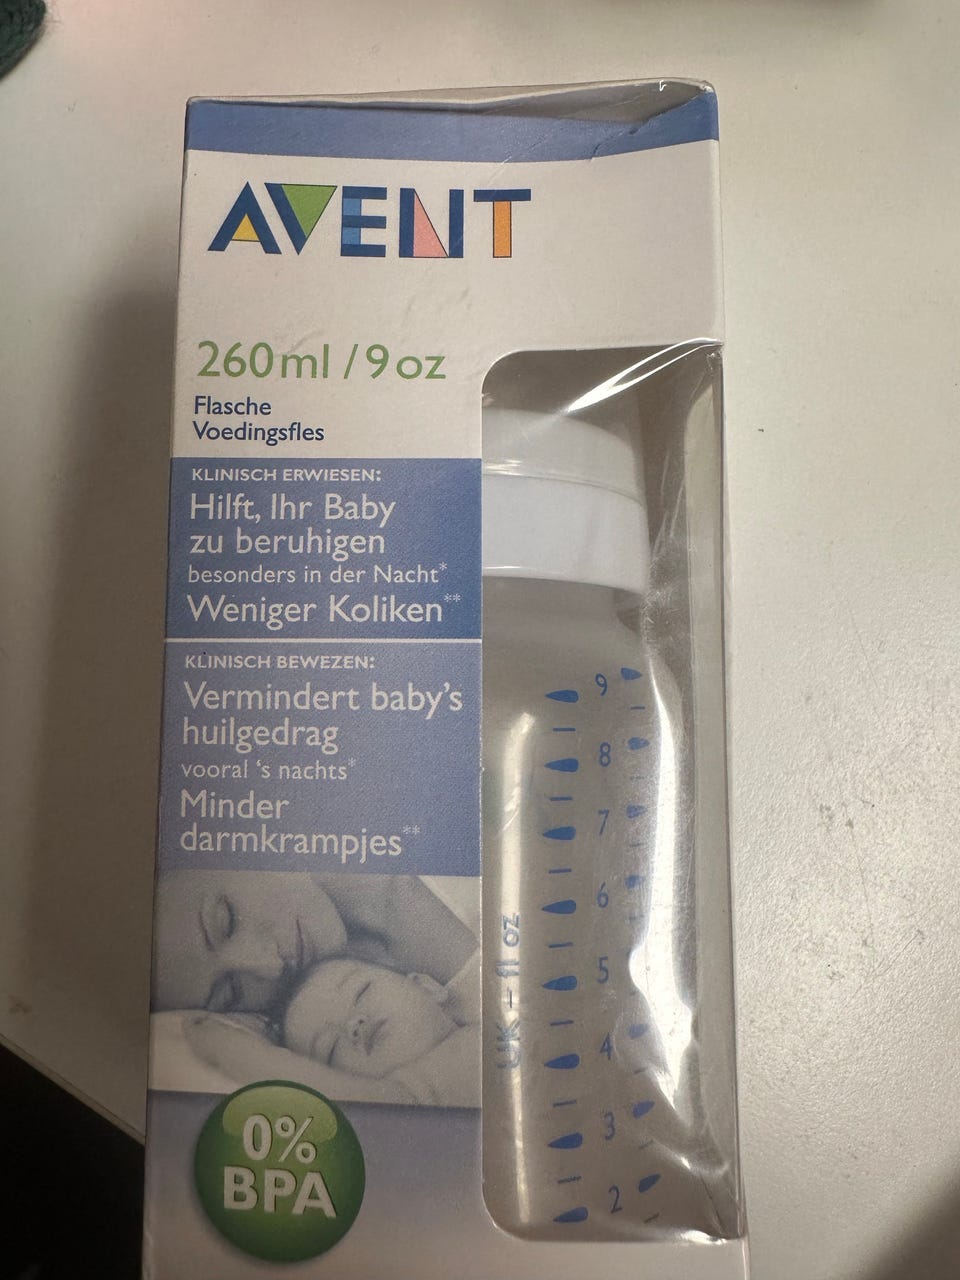 AVENT
260ml / 9oz
Flasche
Voedingsfles
KLINISCH ERWIESEN:
Hilft, Ihr Baby
zu beruhigen
besonders in der Nacht*
Weniger Koliken**
KLINISCH BEWEZEN:
Vermindert baby's
huilgedrag
vooral 's nachts*
Minder
darmkrampjes**
0%
BPA
UK – fl oz
9
8
7
6
5
4
3
2